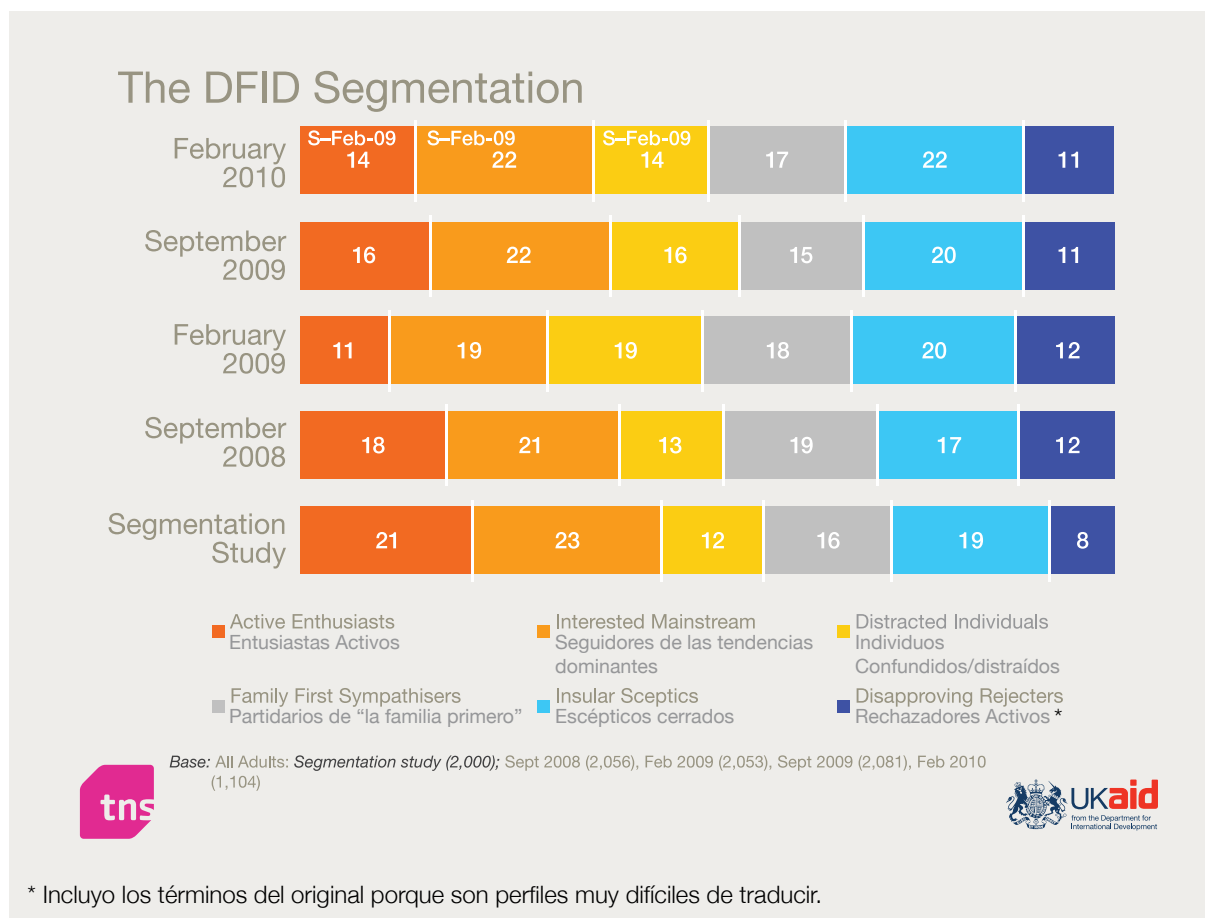 The DFID Segmentation
February
2010
S–Feb-09
14
S–Feb-09
22
S–Feb-09
14
17
22
11
September
2009
16
22
16
15
20
11
February
2009
11
19
19
18
20
12
September
2008
18
21
13
19
17
12
Segmentation
Study
21
23
12
16
19
8
Active Enthusiasts
Entusiastas Activos
Interested Mainstream
Seguidores de las tendencias
dominantes
Distracted Individuals
Individuos
Confundidos/distraídos
Family First Sympathisers
Partidarios de “la familia primero”
Insular Sceptics
Escépticos cerrados
Disapproving Rejecters
Rechazadores Activos *
Base: All Adults: Segmentation study (2,000); Sept 2008 (2,056), Feb 2009 (2,053), Sept 2009 (2,081), Feb 2010
(1,104)
tns
UKaid
from the Department for
International Development
* Incluyo los términos del original porque son perfiles muy difíciles de traducir.